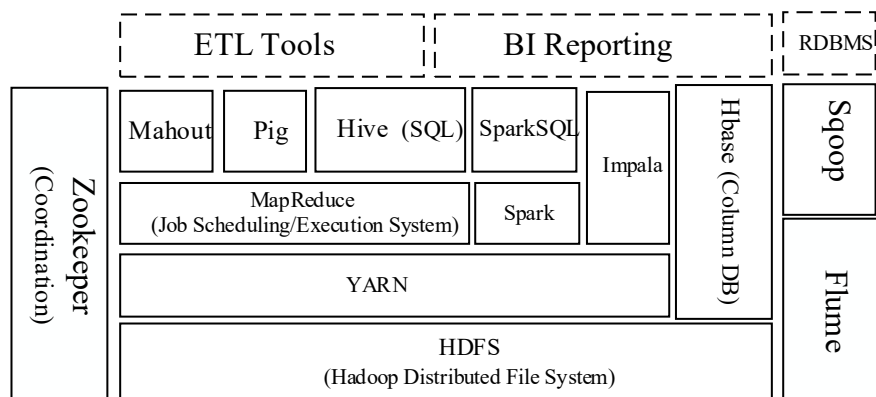 ETL Tools
BI Reporting
RDBMS
Zookeeper
(Coordination)
Mahout
Pig
Hive (SQL)
SparkSQL
Impala
Hbase (Column DB)
Sqoop
MapReduce
(Job Scheduling/Execution System)
Spark
YARN
Flume
HDFS
(Hadoop Distributed File System)